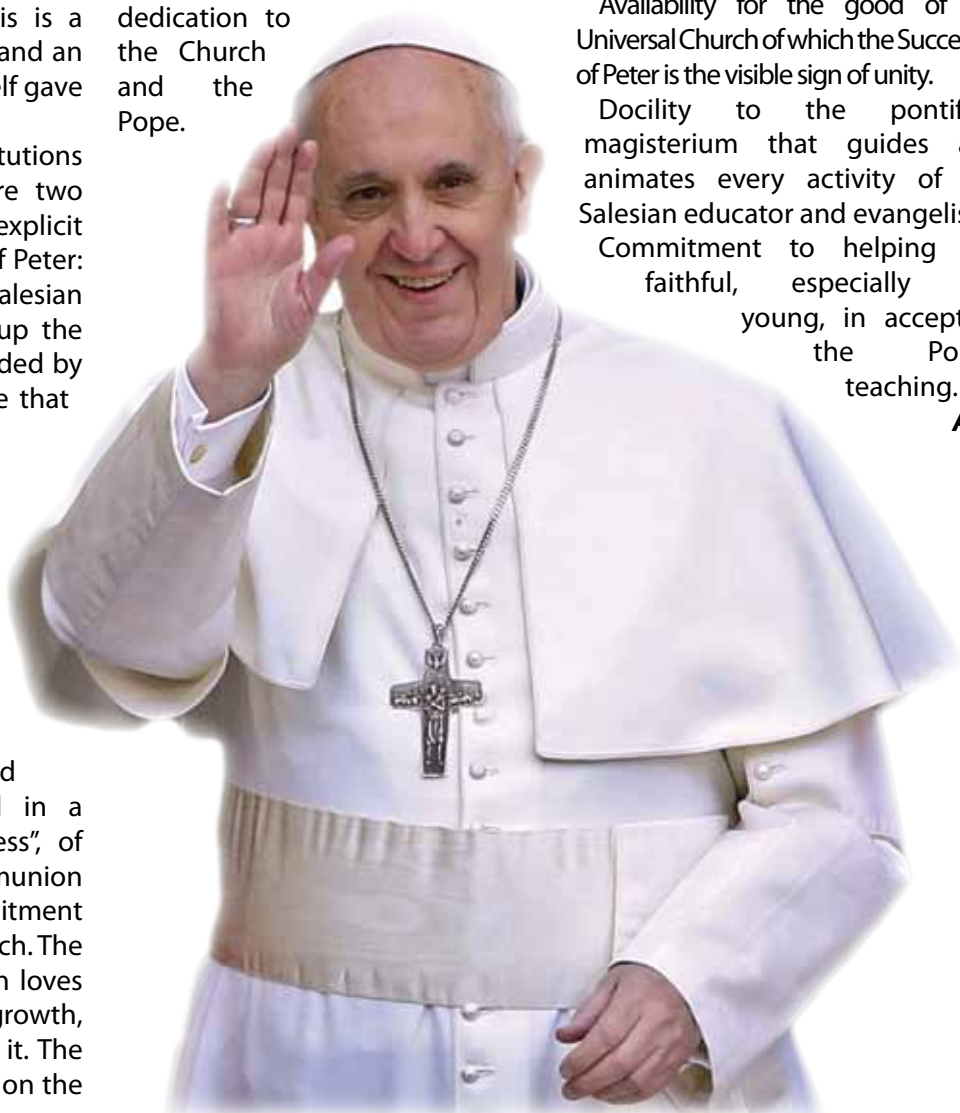 is is a
and an
lf gave
tutions
re two
explicit
f Peter:
alesian
up the
ded by
e that
d
in a
ess”, of
munion
itment
ch. The
n loves
growth,
it. The
on the
dedication to
the Church
and the
Pope.
Availability for the good of
Universal Church of which the Succe
of Peter is the visible sign of unity.
Docility to the pontif
magisterium that guides a
animates every activity of
Salesian educator and evangelis
Commitment to helping
faithful, especially
young, in accept
the Po
teaching.
A